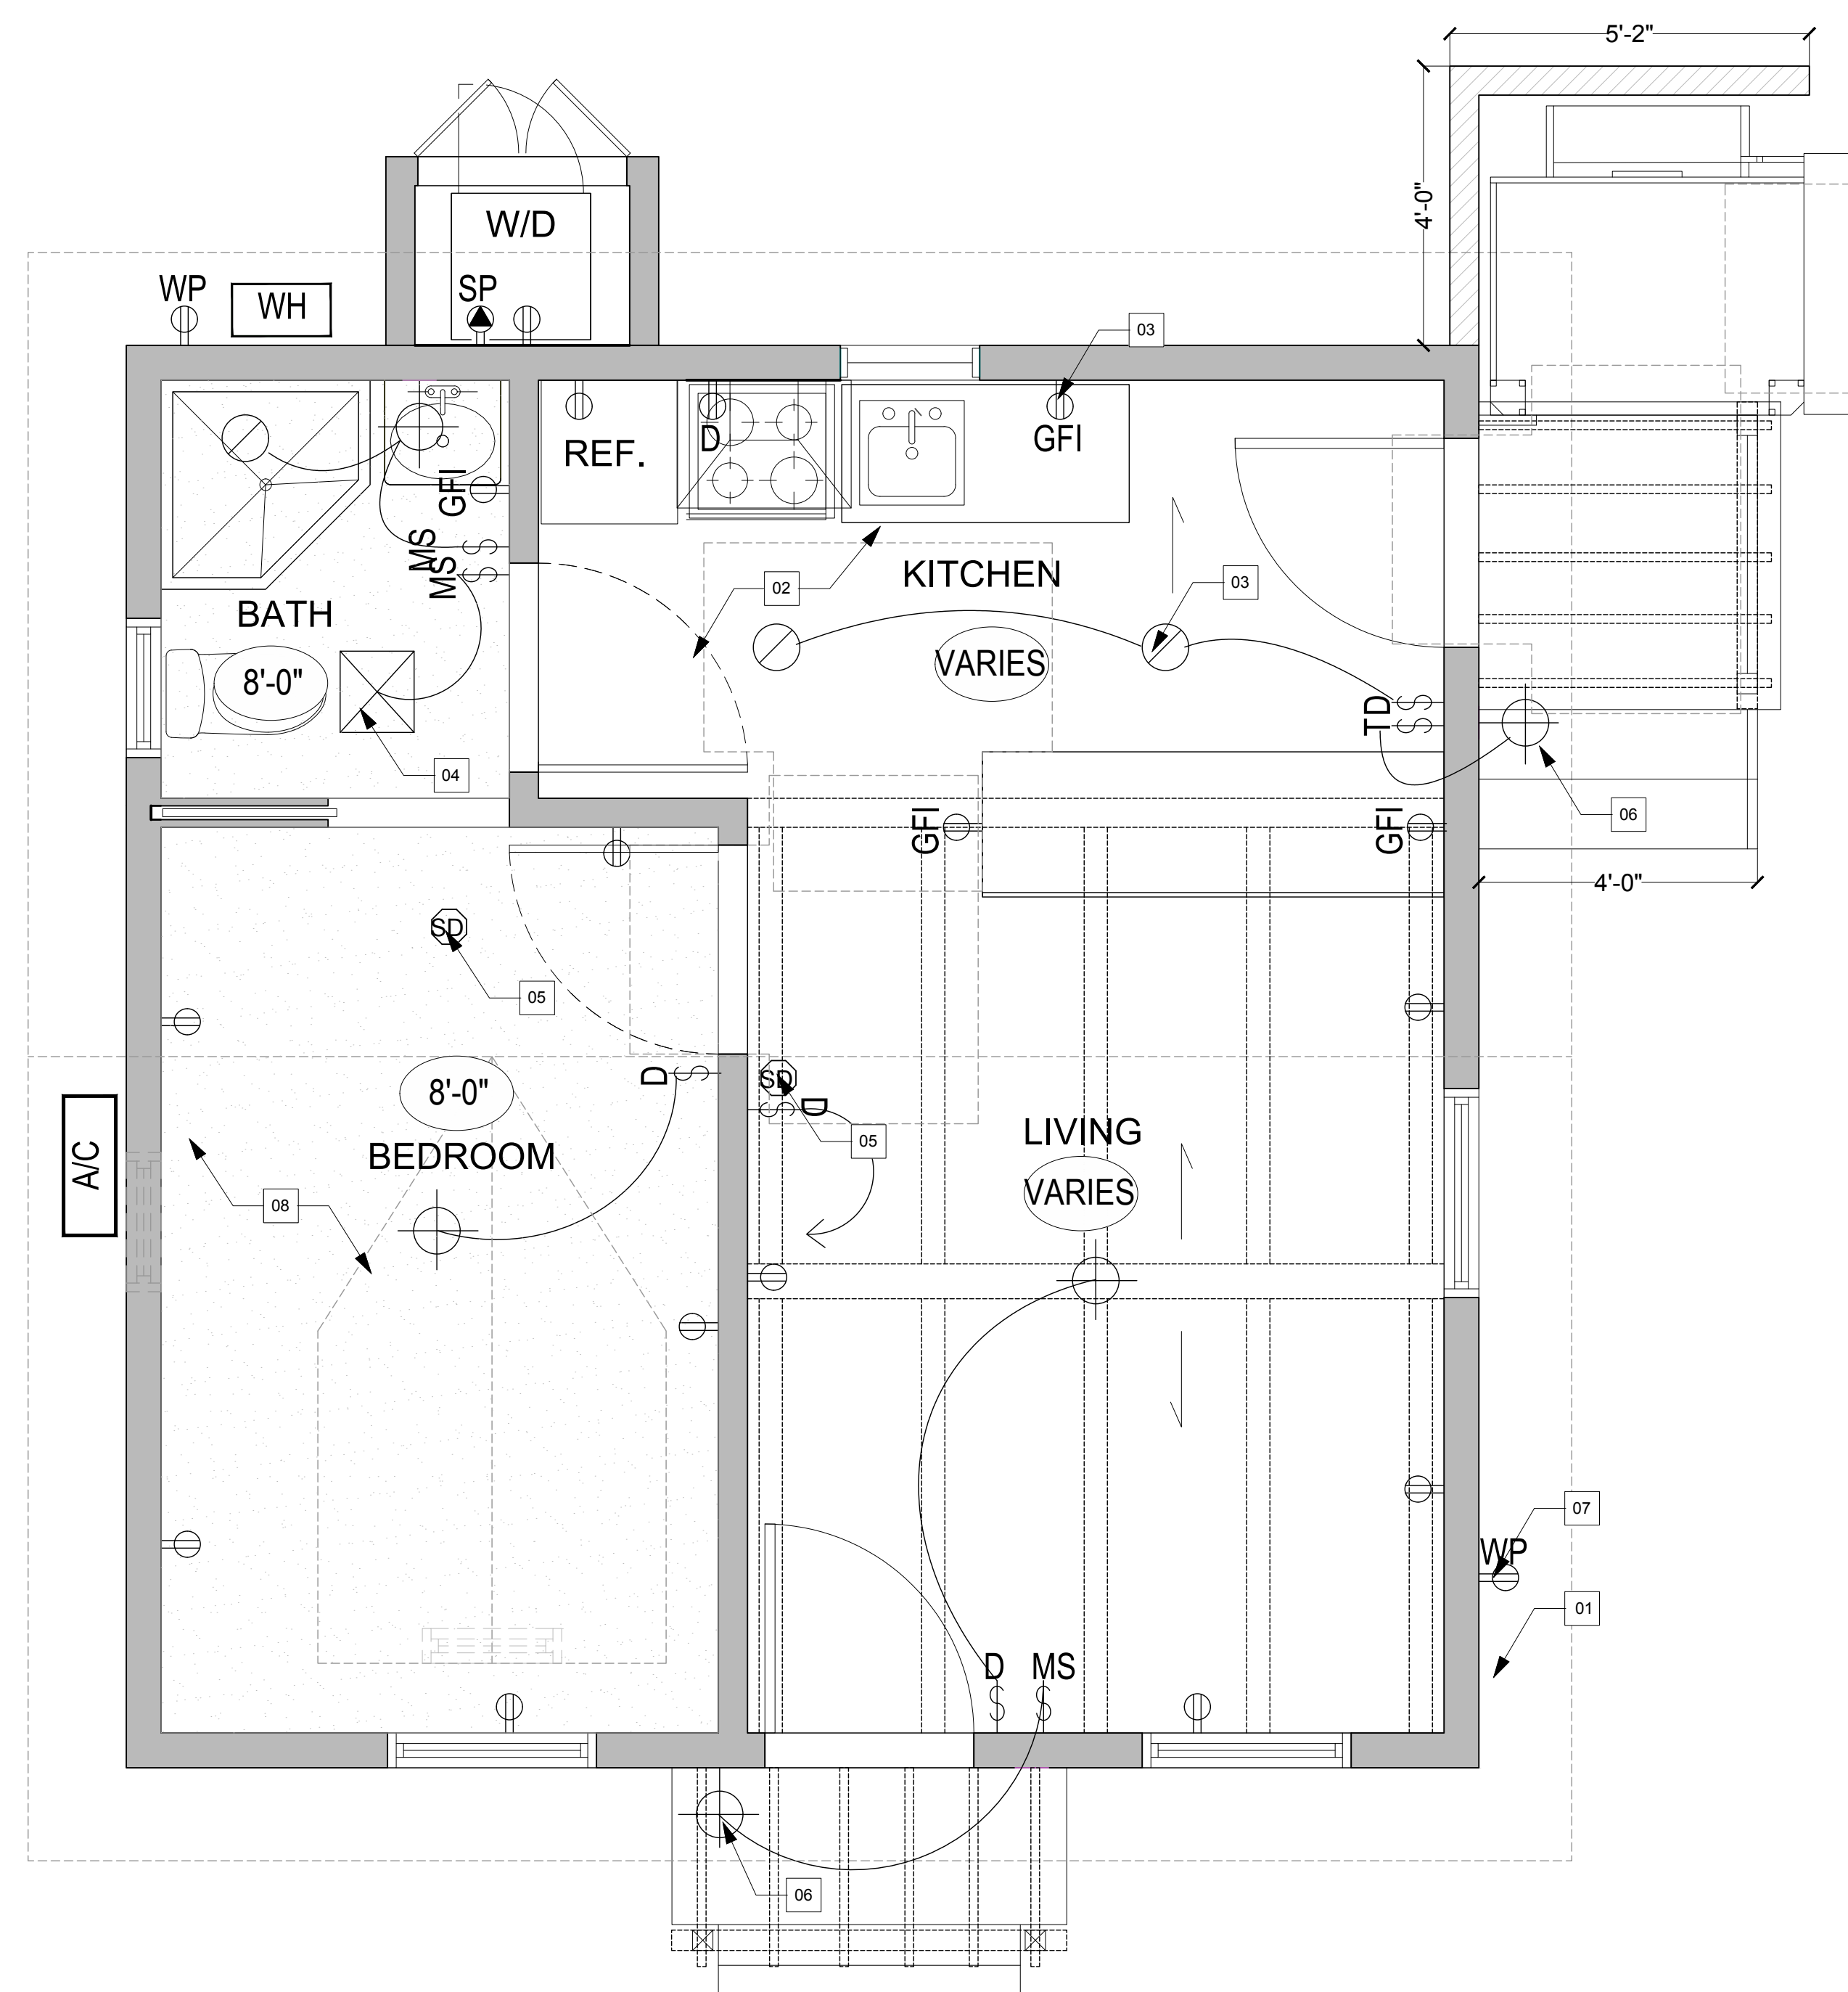 5'-2"
4'-0"
W/D
WP
WH
SP
03
REF.
D
GFI
GFI
MS
MS
KITCHEN
02
03
BATH
VARIES
8'-0"
TD
04
GFI
GFI
06
4'-0"
SD
05
D
SD
D
8'-0"
LIVING
05
A/C
BEDROOM
VARIES
08
07
WP
01
D MS
06